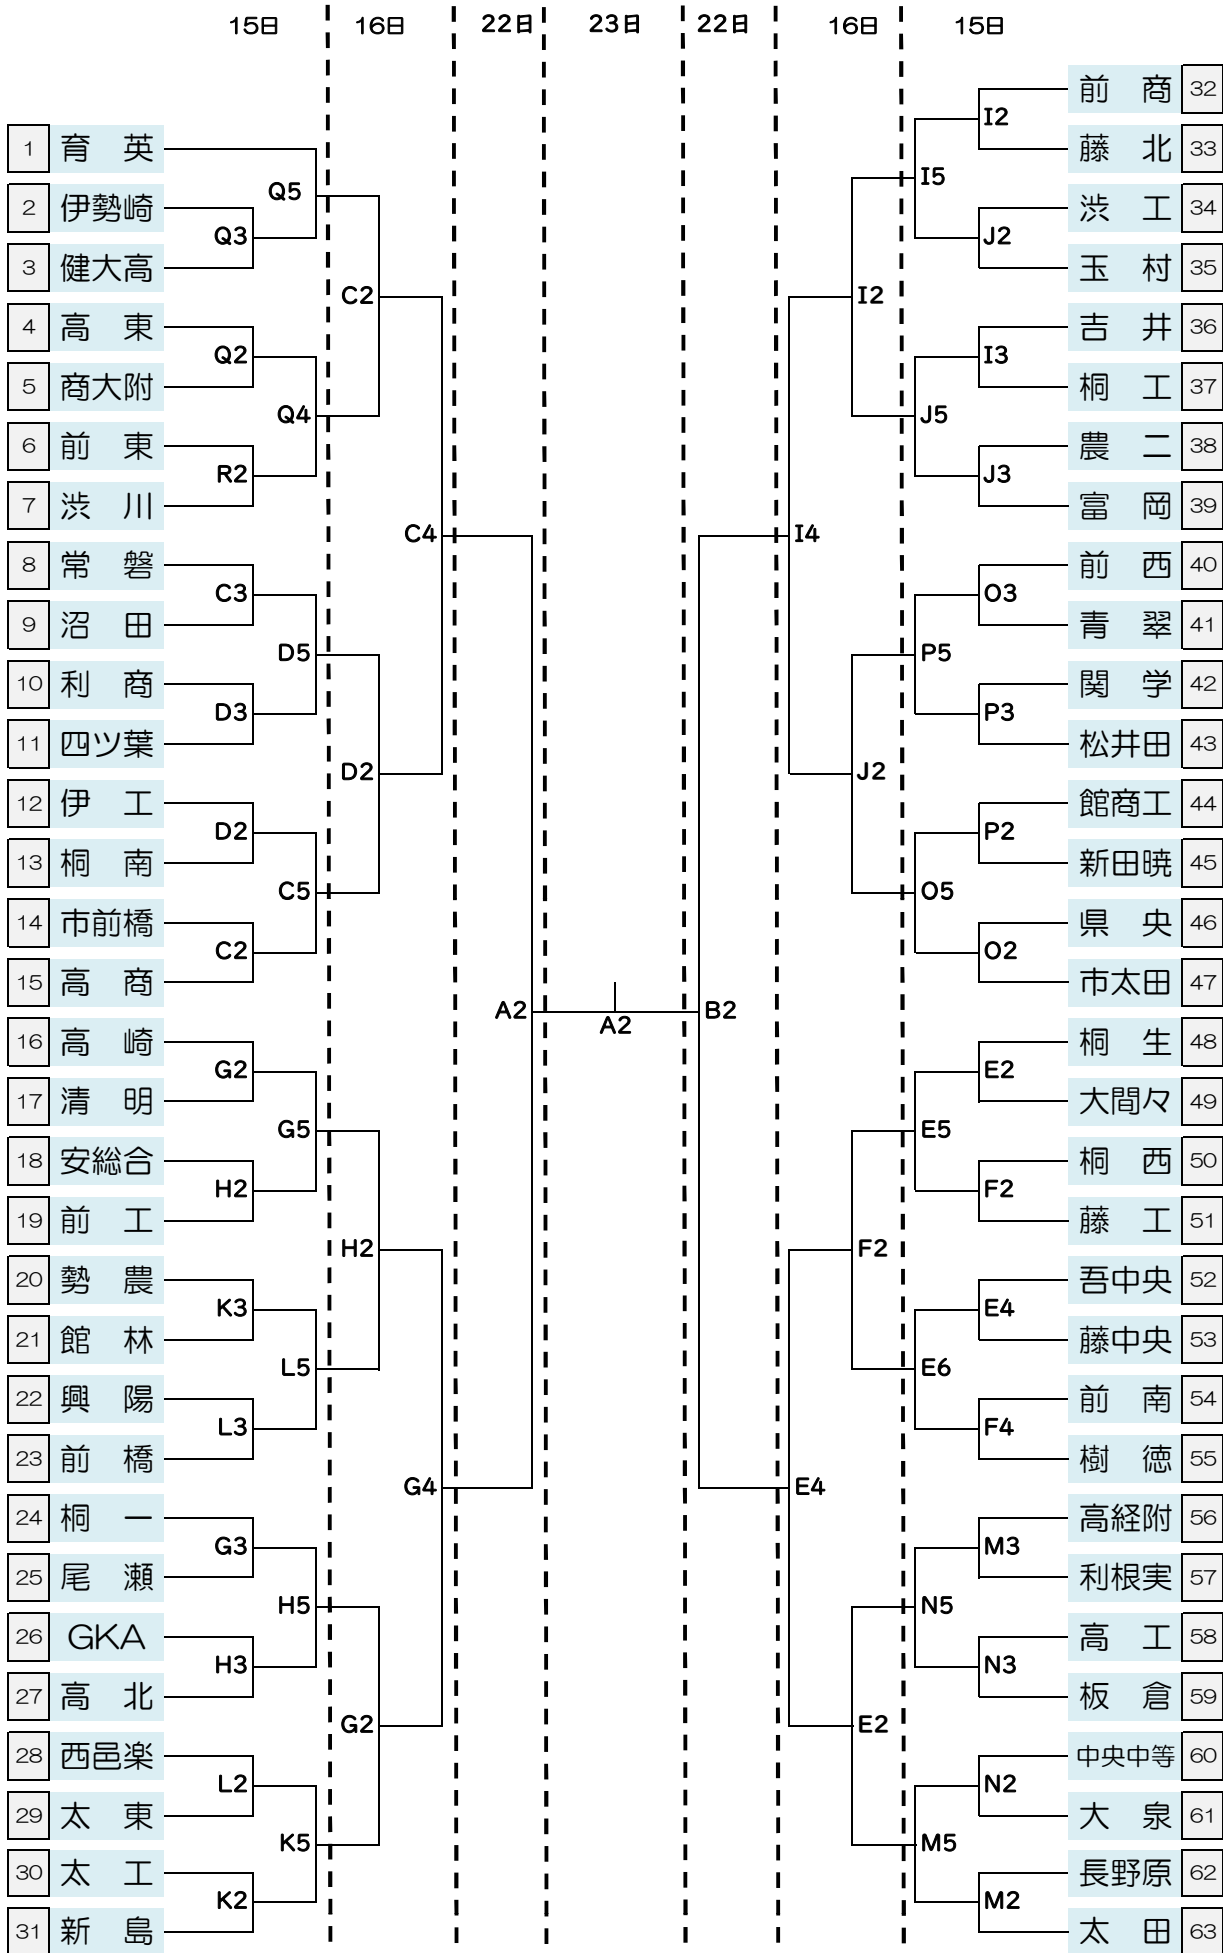 15日 16日 22日 23日 22日 16日 15日
1 育 英
Q5
2 伊勢崎
Q3
3 健大高
C2
4 高 東
Q2
5 商大附
Q4
6 前 東
R2
7 渋 川
C4
8 常 磐
C3
9 沼 田
D5
10 利 商
D3
11 四ツ葉
D2
12 伊 工
D2
13 桐 南
C5
14 市前橋
C2
15 高 商
A2
16 高 崎
G2
17 清 明
G5
18 安総合
H2
19 前 工
H2
20 勢 農
K3
21 館 林
L5
22 興 陽
L3
23 前 橋
G4
24 桐 一
G3
25 尾 瀬
H5
26 GKA
H3
27 高 北
G2
28 西邑楽
L2
29 太 東
K5
30 太 工
K2
31 新 島
A2
前 商 32
I2
藤 北 33
I5
渋 工 34
J2
玉 村 35
I2
吉 井 36
I3
桐 工 37
J5
農 二 38
J3
富 岡 39
I4
前 西 40
O3
青 翠 41
P5
関 学 42
P3
松井田 43
J2
館商工 44
P2
新田暁 45
O5
県 央 46
O2
市太田 47
B2
桐 生 48
E2
大間々 49
E5
桐 西 50
F2
藤 工 51
F2
吾中央 52
E4
藤中央 53
E6
前 南 54
F4
樹 徳 55
E4
高経附 56
M3
利根実 57
N5
高 工 58
N3
板 倉 59
E2
中央中等 60
N2
大 泉 61
M5
長野原 62
M2
太 田 63